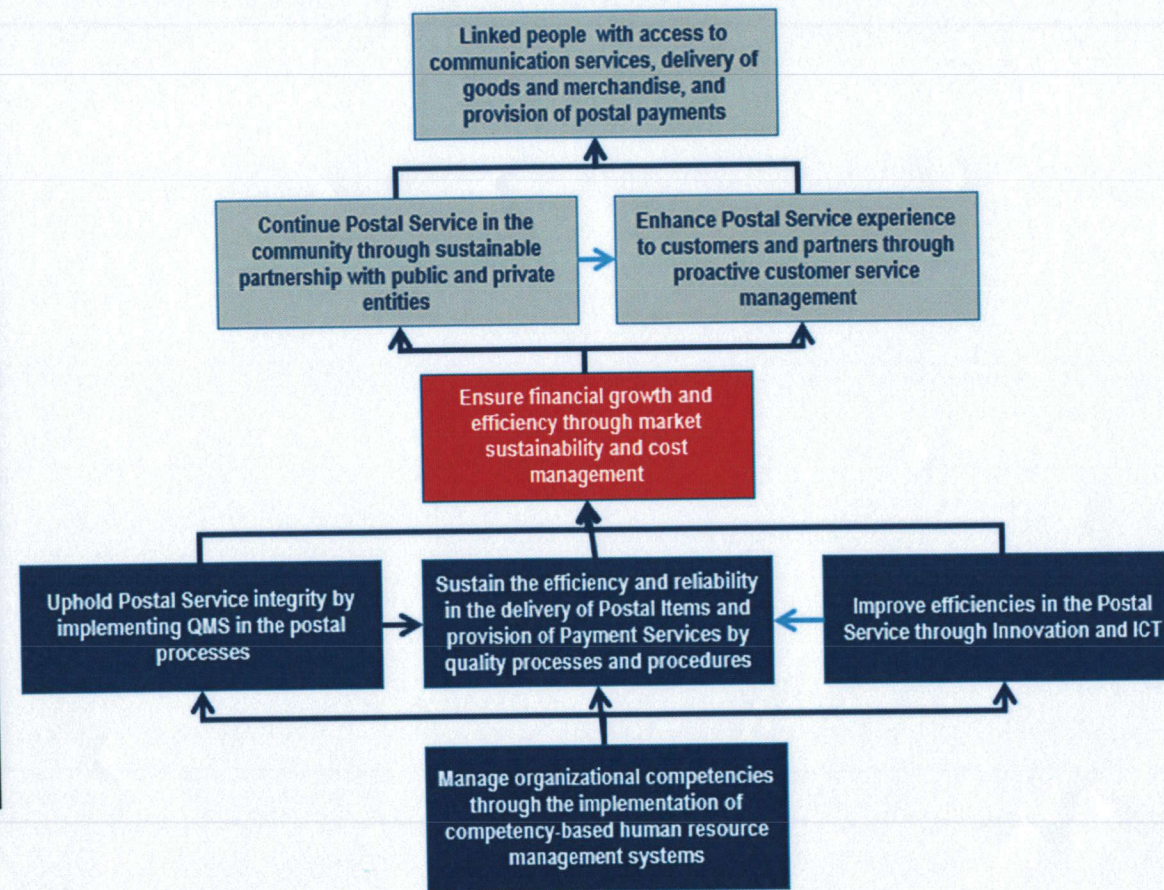 Linked people with access to
communication services, delivery of
goods and merchandise, and
provision of postal payments
Continue Postal Service in the
community through sustainable
partnership with public and private
entities
Enhance Postal Service experience
to customers and partners through
proactive customer service
management
Ensure financial growth and
efficiency through market
sustainability and cost
management
Uphold Postal Service integrity by
implementing QMS in the postal
processes
Sustain the efficiency and reliability
in the delivery of Postal Items and
provision of Payment Services by
quality processes and procedures
Improve efficiencies in the Postal
Service through Innovation and ICT
Manage organizational competencies
through the implementation of
competency-based human resource
management systems